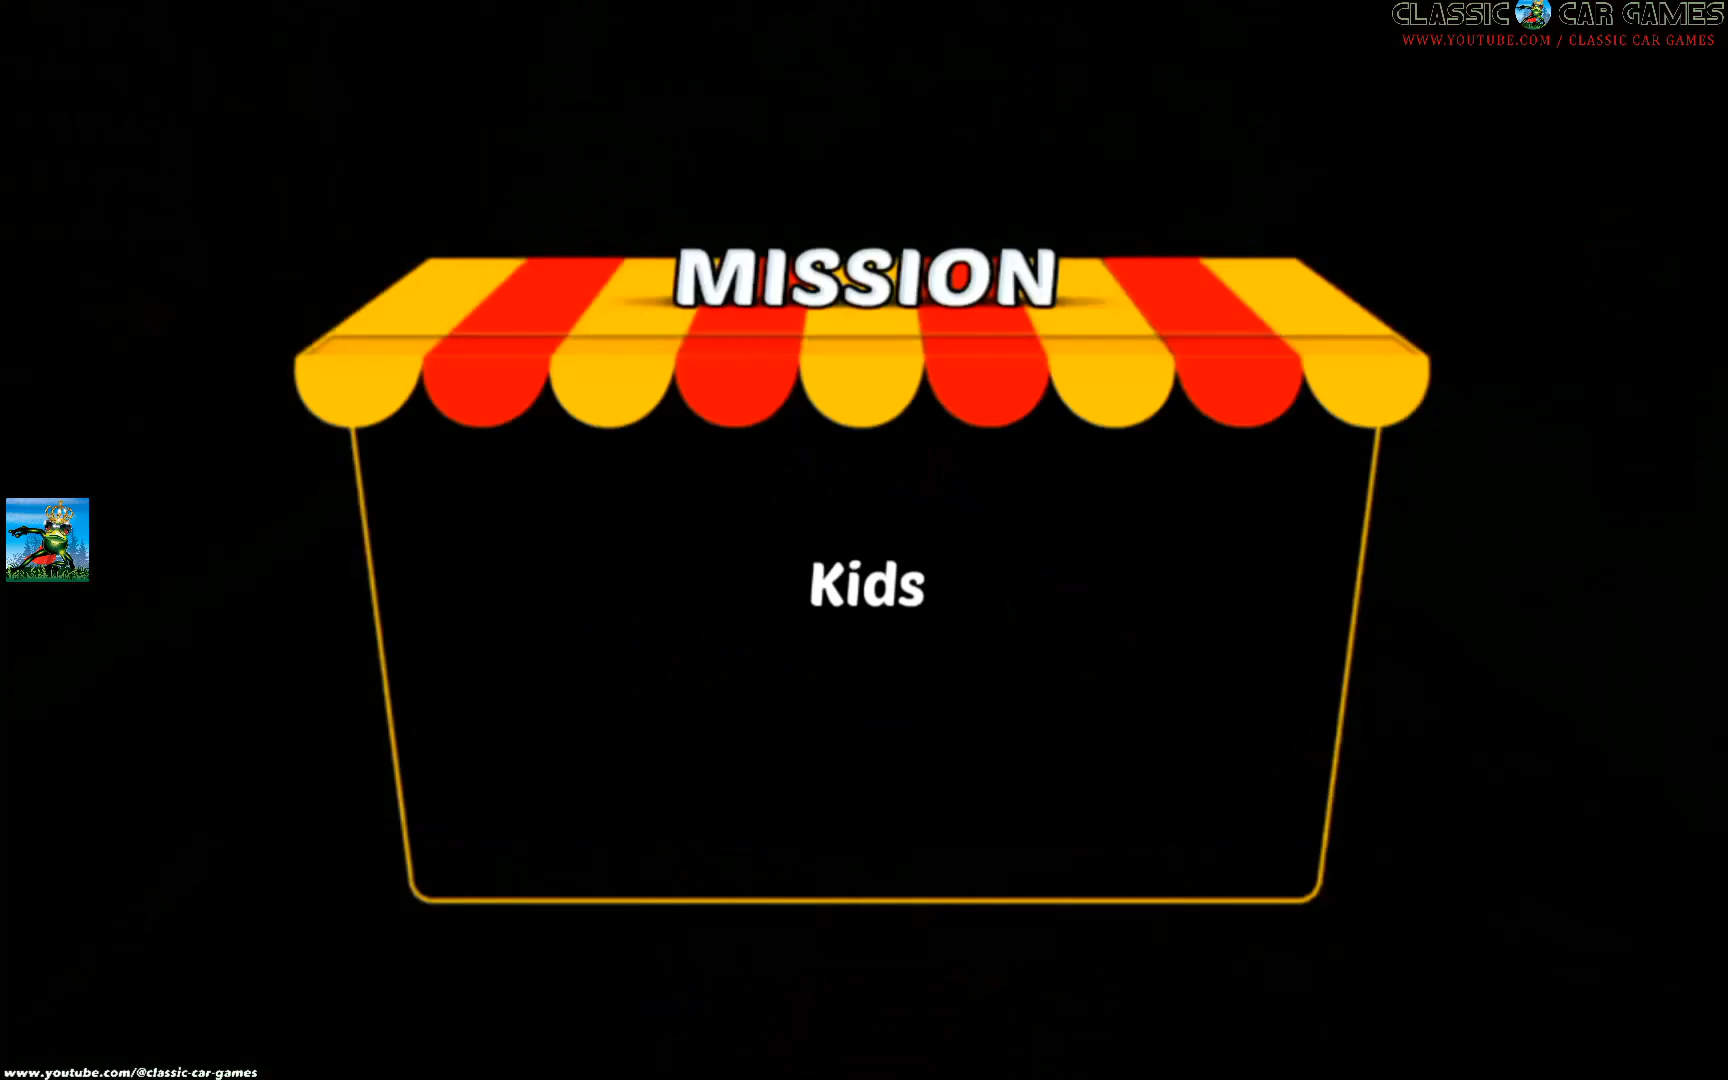 CLASSIC CAR GAMES
WWW.YOUTUBE.COM / CLASSIC CAR GAMES
MISSION
Kids
www.youtube.com/@classic-car-games